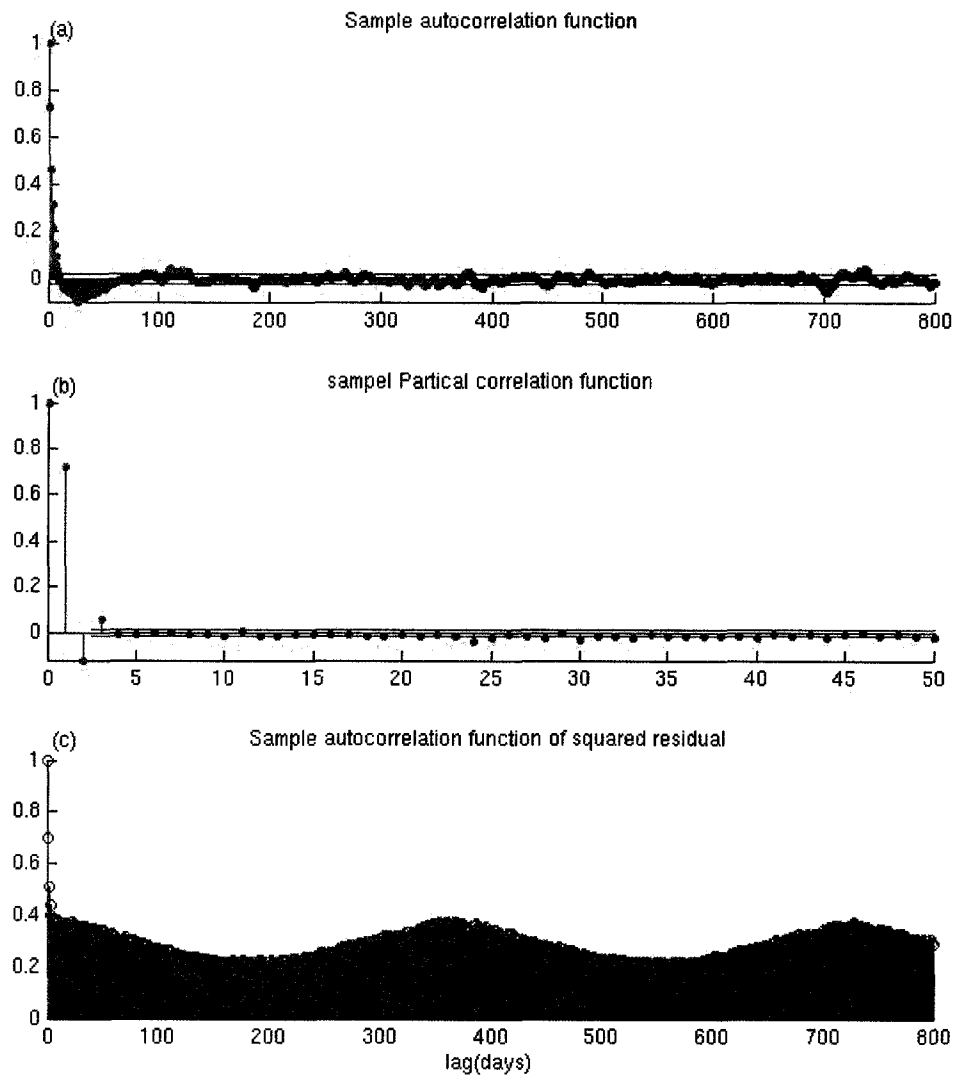 (a)
Sample autocorrelation function
1
0.8
0.6
0.4
0.2
0
0 100 200 300 400 500 600 700 800
(b)
sampel Partical correlation function
1
0.8
0.6
0.4
0.2
0
0 5 10 15 20 25 30 35 40 45 50
(c)
Sample autocorrelation function of squared residual
1
0.8
0.6
0.4
0.2
0
0 100 200 300 400 500 600 700 800
lag(days)